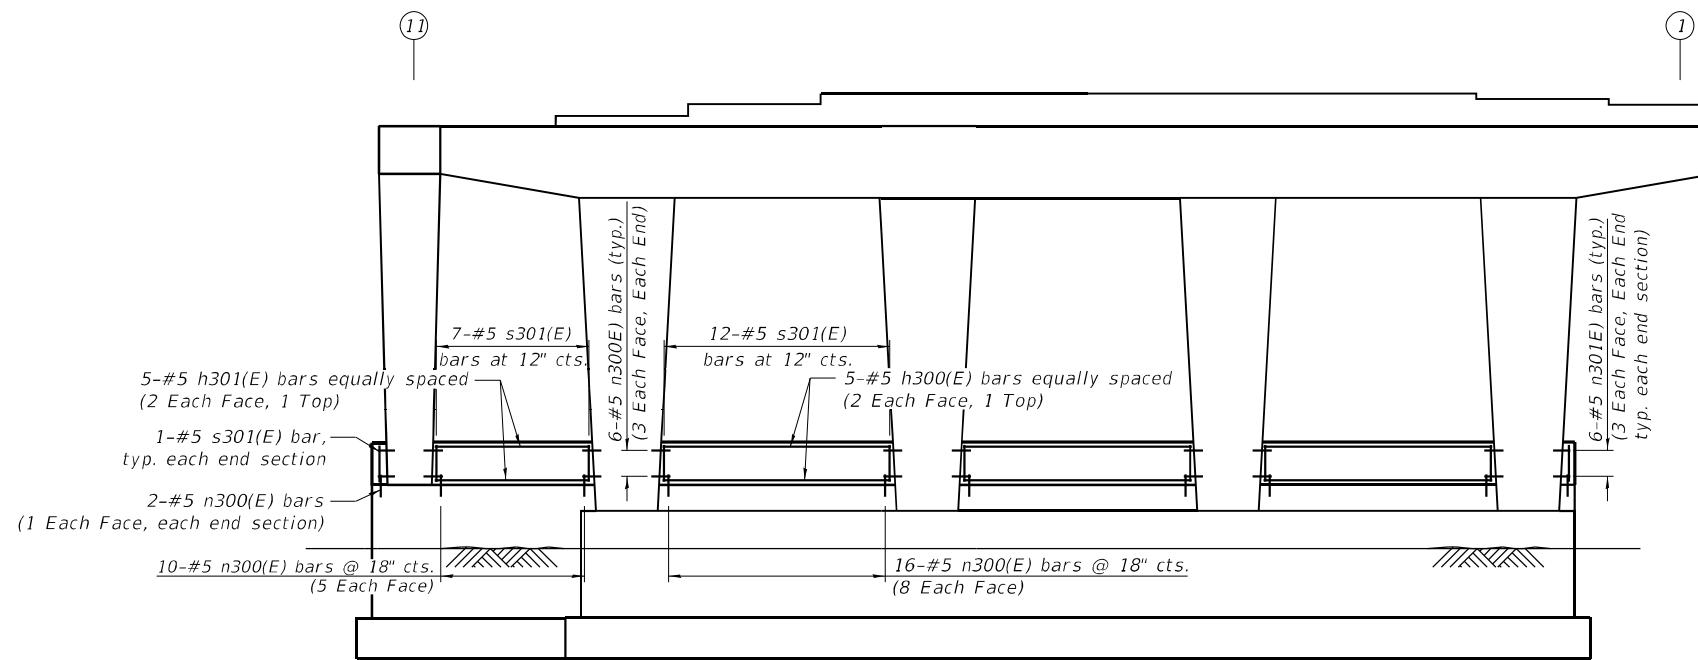 11
1
6-#5 n300E) bars (typ.)
(3 Each Face, Each End)
6-#5 n301E) bars (typ.)
(3 Each Face, Each End
typ. each end section)
7-#5 s301(E)
bars at 12" cts.
12-#5 s301(E)
bars at 12" cts.
5-#5 h301(E) bars equally spaced
(2 Each Face, 1 Top)
5-#5 h300(E) bars equally spaced
(2 Each Face, 1 Top)
1-#5 s301(E) bar,
typ. each end section
2-#5 n300(E) bars
(1 Each Face, each end section)
10-#5 n300(E) bars @ 18" cts.
(5 Each Face)
16-#5 n300(E) bars @ 18" cts.
(8 Each Face)